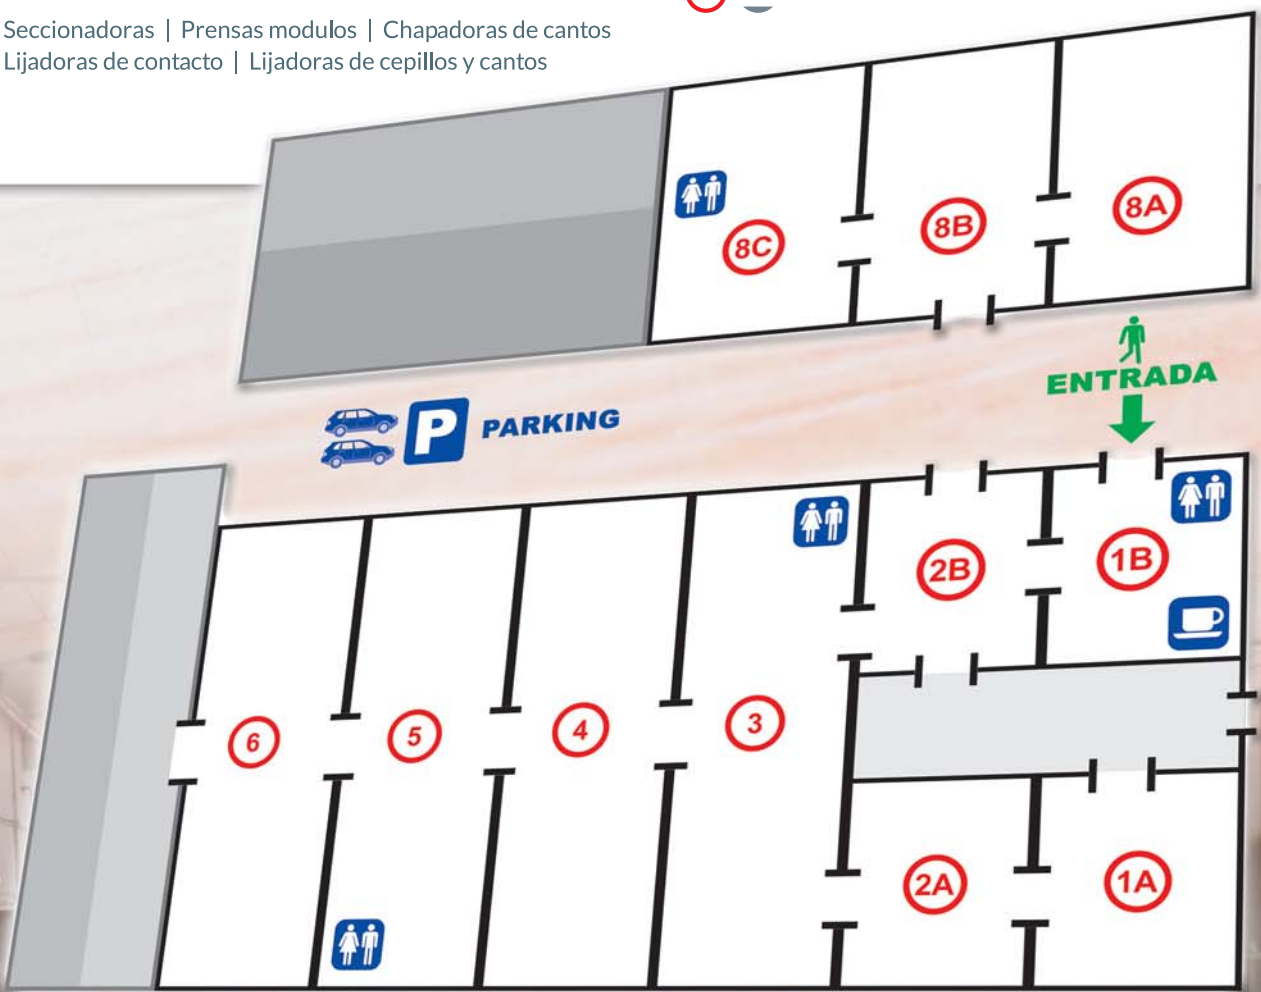 Seccionadoras | Prensas modulos | Chapadoras de cantos
Lijadoras de contacto | Lijadoras de cepillos y cantos
8A
8B
8C
ENTRADA
P PARKING
2B
1B
6
5
4
3
2A
1A